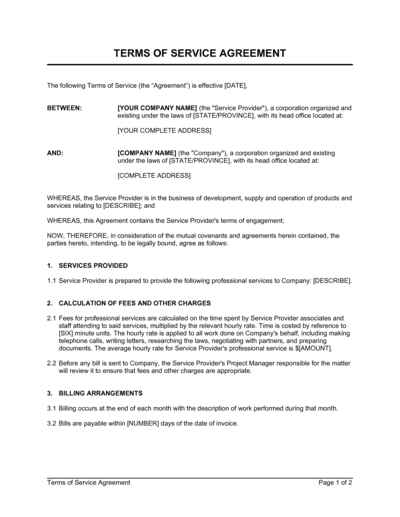 TERMS OF SERVICE AGREEMENT
The following Terms of Service (the “Agreement”) is effective [DATE],
BETWEEN: [YOUR COMPANY NAME] (the "Service Provider"), a corporation organized and
existing under the laws of [STATE/PROVINCE], with its head office located at:
[YOUR COMPLETE ADDRESS]
AND: [COMPANY NAME] (the "Company"), a corporation organized and existing
under the laws of [STATE/PROVINCE], with its head office located at:
[COMPLETE ADDRESS]
WHEREAS, the Service Provider is in the business of development, supply and operation of products and
services relating to [DESCRIBE]; and
WHEREAS, this Agreement contains the Service Provider's terms of engagement;
NOW, THEREFORE, in consideration of the mutual covenants and agreements herein contained, the
parties hereto, intending, to be legally bound, agree as follows:
1. SERVICES PROVIDED
1.1 Service Provider is prepared to provide the following professional services to Company: [DESCRIBE].
2. CALCULATION OF FEES AND OTHER CHARGES
2.1 Fees for professional services are calculated on the time spent by Service Provider associates and
staff attending to said services, multiplied by the relevant hourly rate. Time is costed by reference to
[SIX] minute units. The hourly rate is applied to all work done on Company's behalf, including making
telephone calls, writing letters, researching the laws, negotiating with partners, and preparing
documents. The average hourly rate for Service Provider's professional service is $[AMOUNT].
2.2 Before any bill is sent to Company, the Service Provider's Project Manager responsible for the matter
will review it to ensure that fees and other charges are appropriate.
3. BILLING ARRANGEMENTS
3.1 Billing occurs at the end of each month with the description of work performed during that month.
3.2 Bills are payable within [NUMBER] days of the date of invoice.
Terms of Service Agreement Page 1 of 2